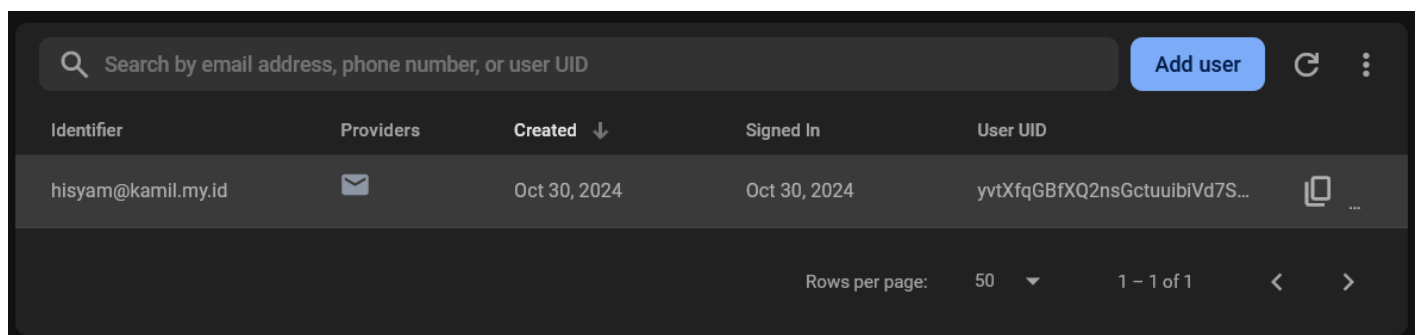 Search by email address, phone number, or user UID Add user
Identifier Providers Created Signed In User UID
hisyam@kamil.my.id Oct 30, 2024 Oct 30, 2024 yvtXfqGBfXQ2nsGctuuibiVd7S... ...
Rows per page: 50 1 – 1 of 1